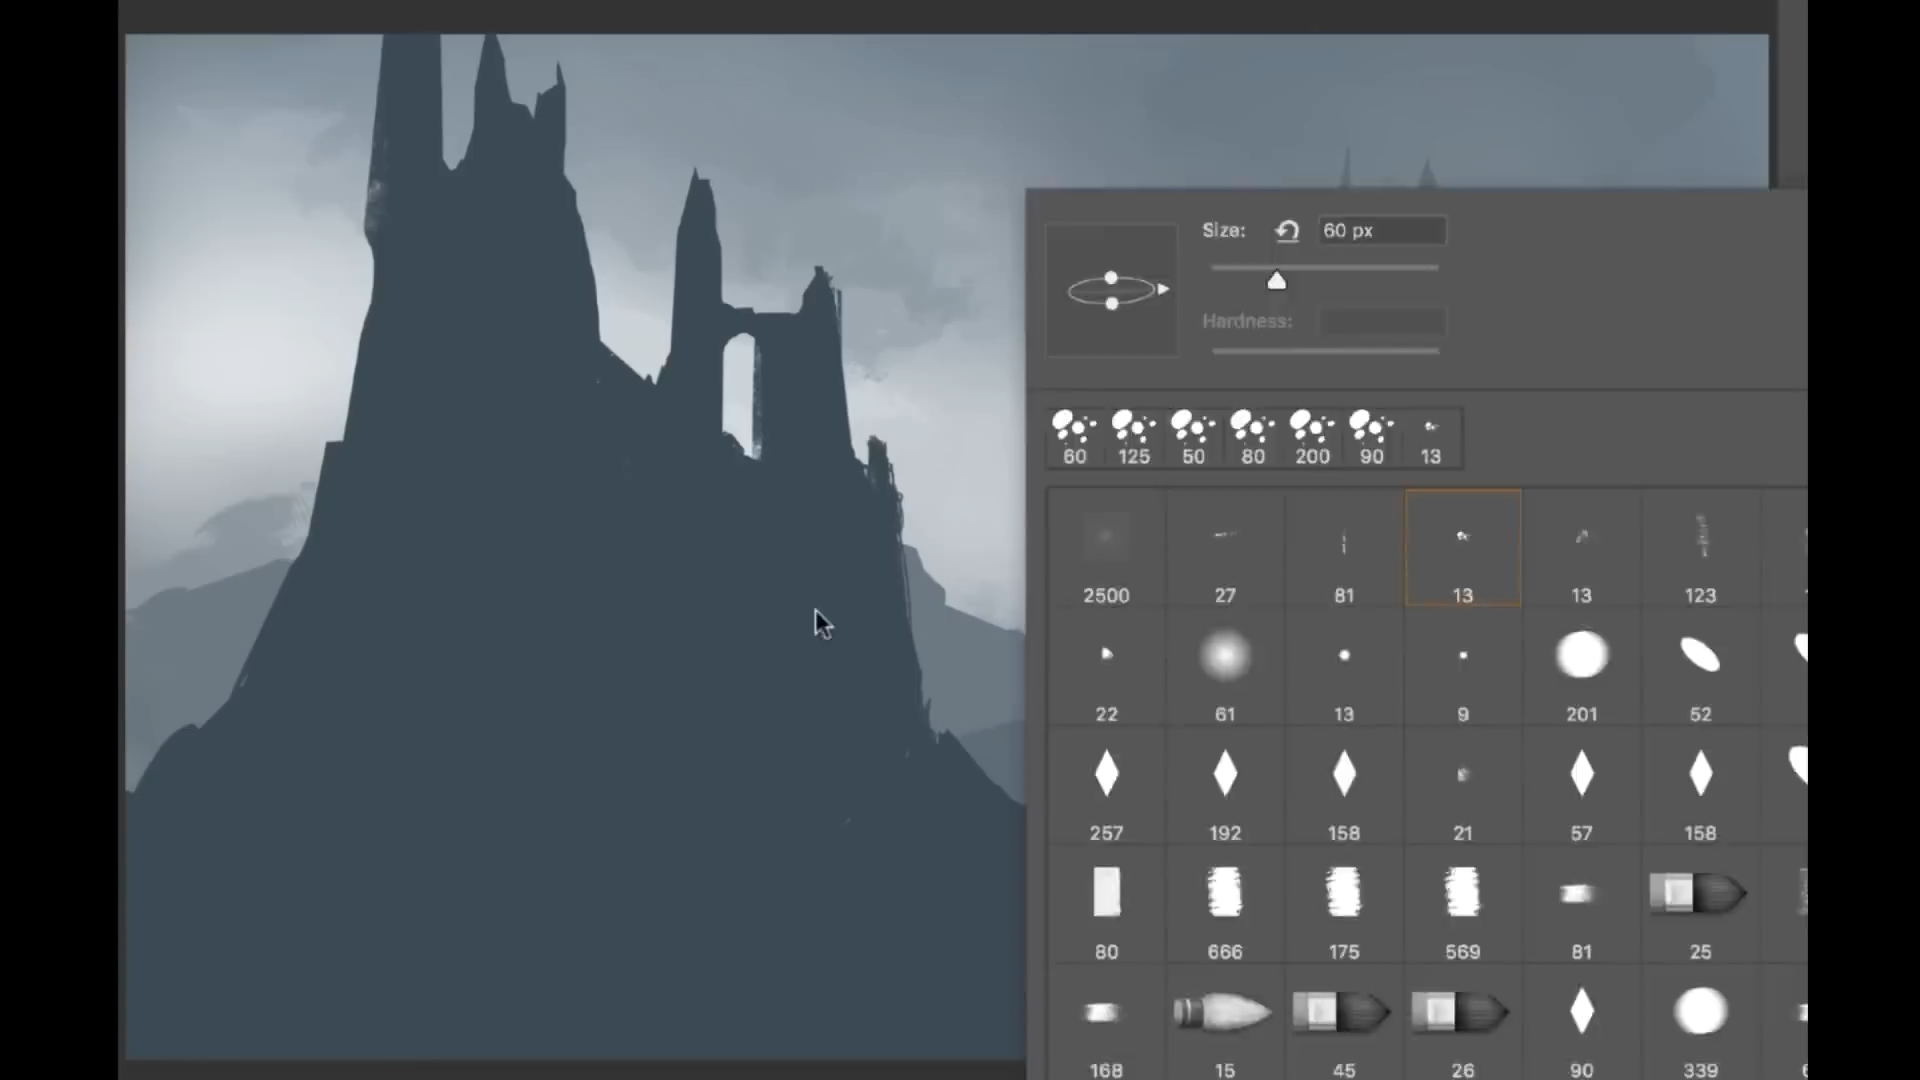 Size: 60 px
Hardness:
60 125 50 80 200 90 13
2500 27 81 13 13 123
22 61 13 9 201 52
257 192 158 21 57 158
80 666 175 569 81 25
168 15 45 26 90 339